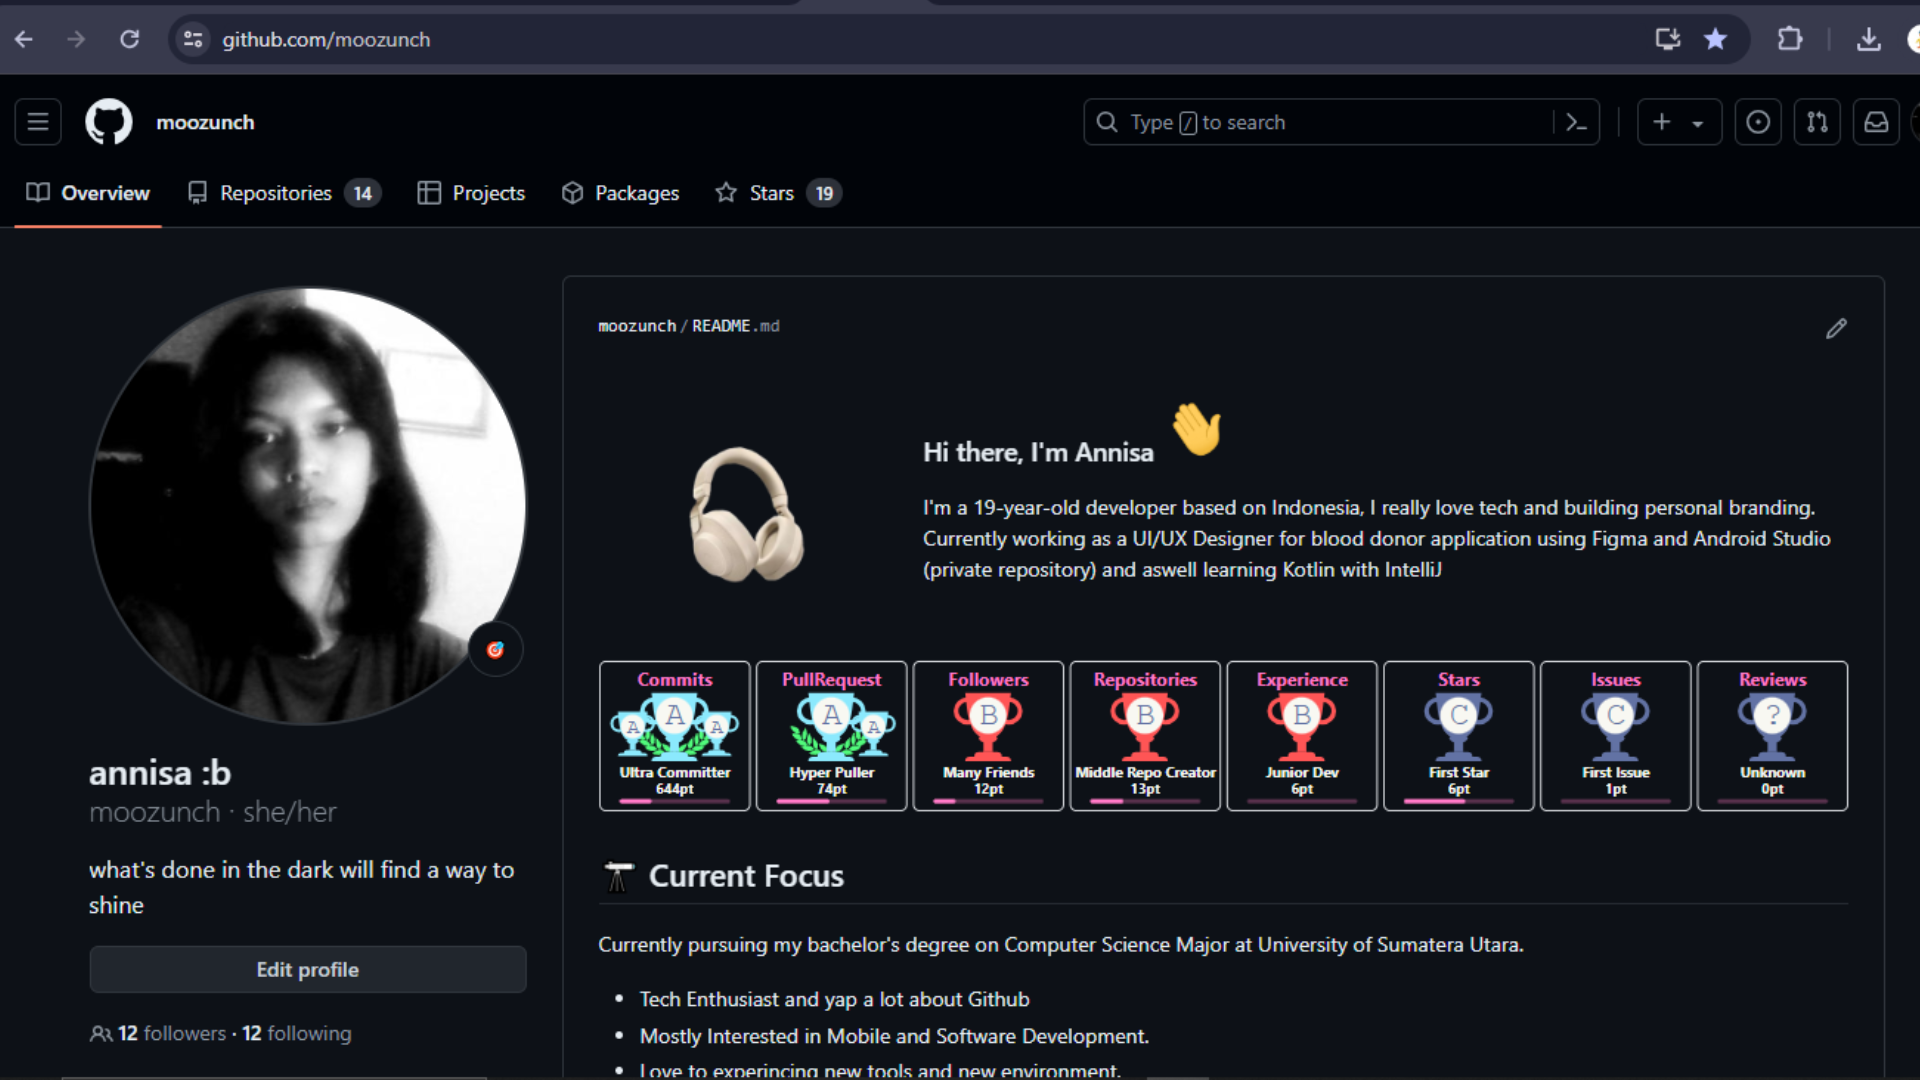 github.com/moozunch
moozunch
Type / to search
Overview
Repositories 14
Projects
Packages
Stars 19
moozunch/README.md
Hi there, I'm Annisa
I'm a 19-year-old developer based on Indonesia, I really love tech and building personal branding.
Currently working as a UI/UX Designer for blood donor application using Figma and Android Studio
(private repository) and aswell learning Kotlin with IntelliJ
Commits
A A A
Ultra Committer
644pt
PullRequest
A A
Hyper Puller
74pt
Followers
B
Many Friends
12pt
Repositories
B
Middle Repo Creator
13pt
Experience
B
Junior Dev
6pt
Stars
C
First Star
6pt
Issues
C
First Issue
1pt
Reviews
?
Unknown
0pt
annisa :b
moozunch · she/her
what's done in the dark will find a way to
shine
Edit profile
12 followers · 12 following
Current Focus
Currently pursuing my bachelor's degree on Computer Science Major at University of Sumatera Utara.
• Tech Enthusiast and yap a lot about Github
• Mostly Interested in Mobile and Software Development.
• Love to experincing new tools and new environment.